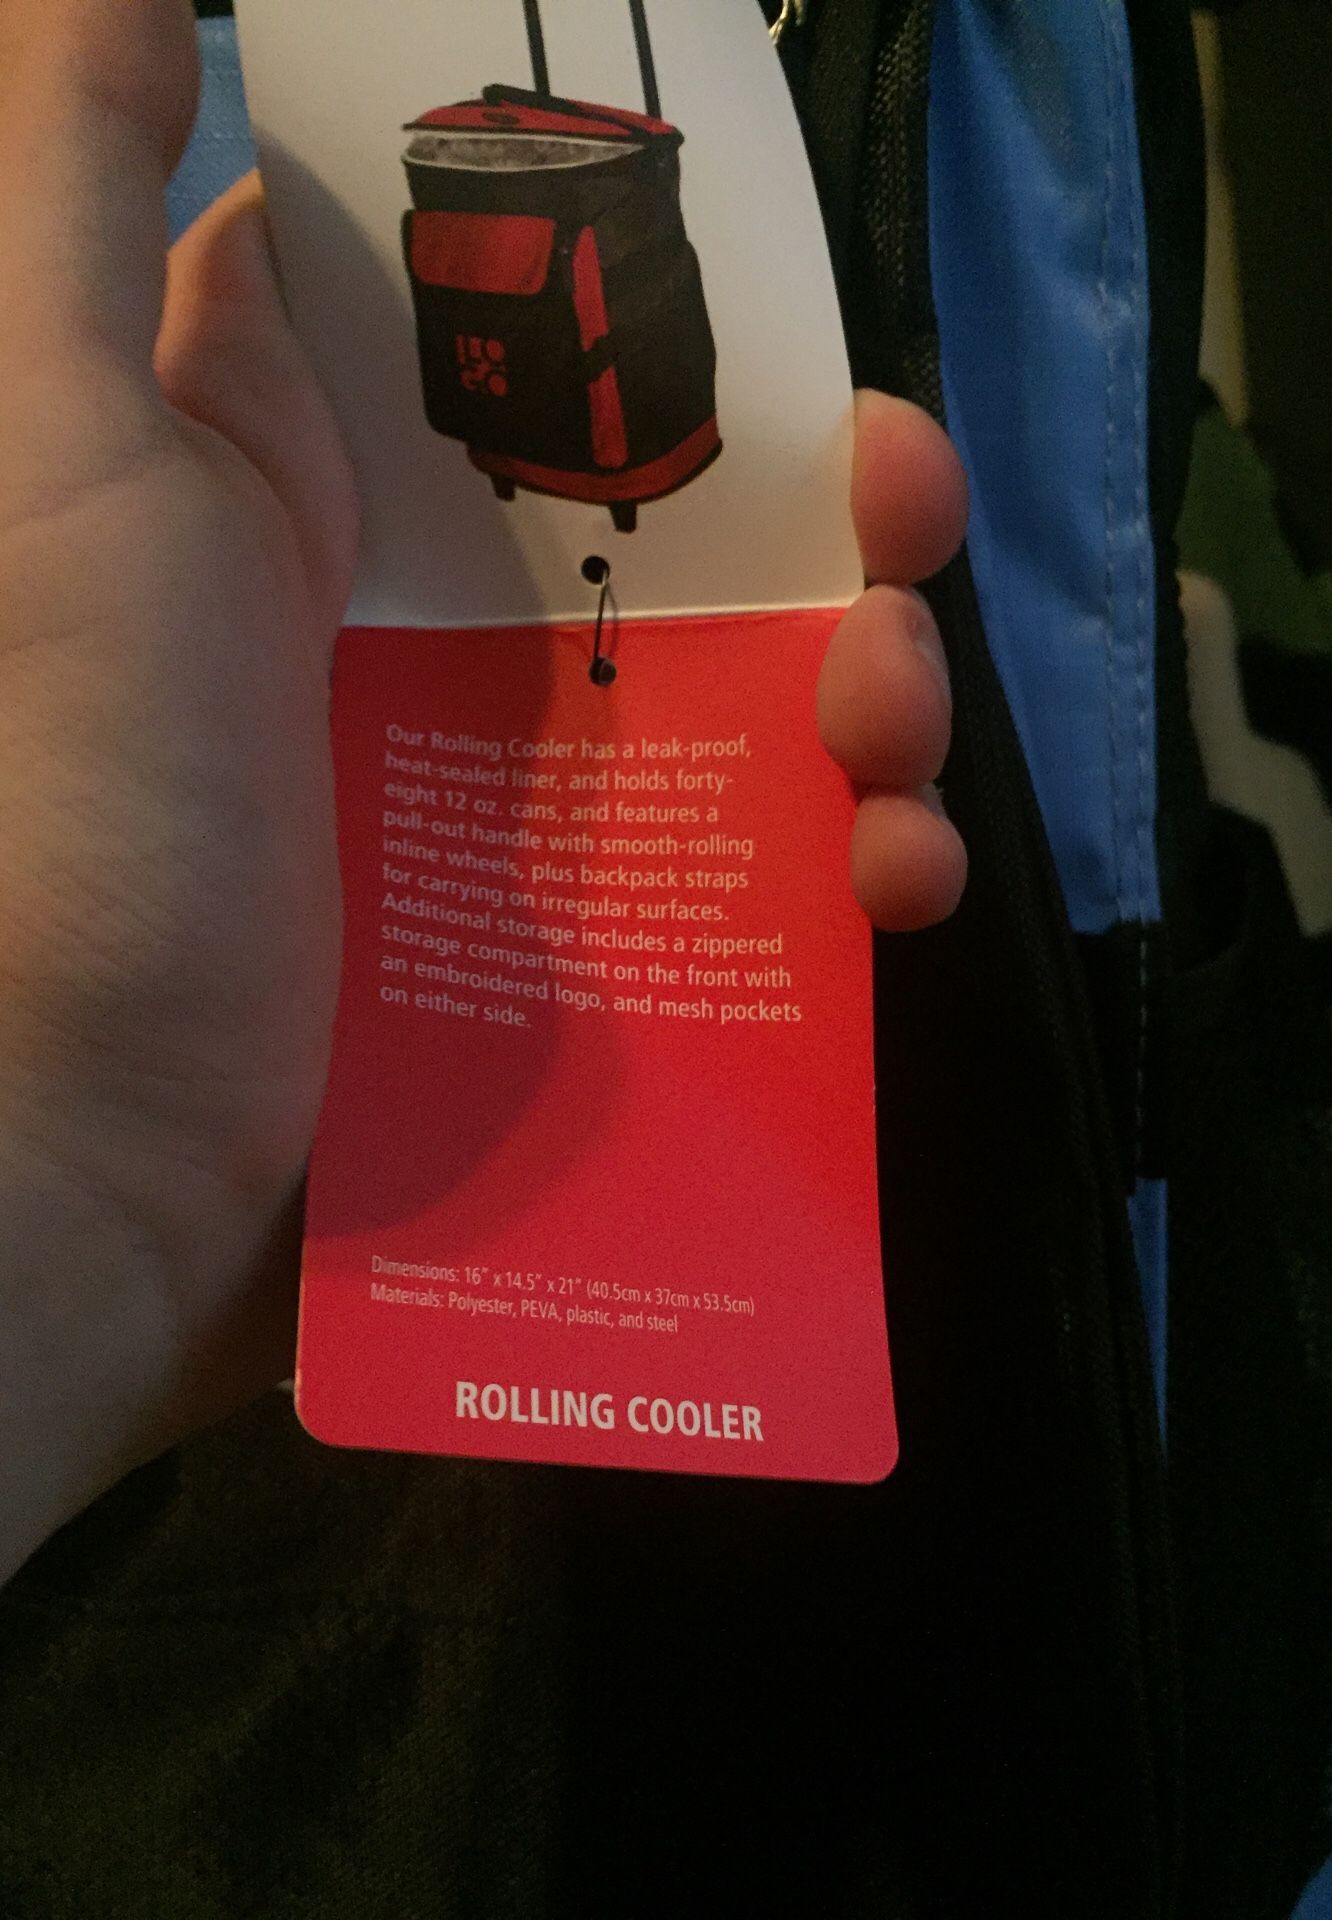 Our Rolling Cooler has a leak-proof,
heat-sealed liner, and holds forty-
eight 12 oz. cans, and features a
pull-out handle with smooth-rolling
inline wheels, plus backpack straps
for carrying on irregular surfaces.
Additional storage includes a zippered
storage compartment on the front with
an embroidered logo, and mesh pockets
on either side.
Dimensions: 16” x 14.5” x 21” (40.5cm x 37cm x 53.5cm)
Materials: Polyester, PEVA, plastic, and steel
ROLLING COOLER